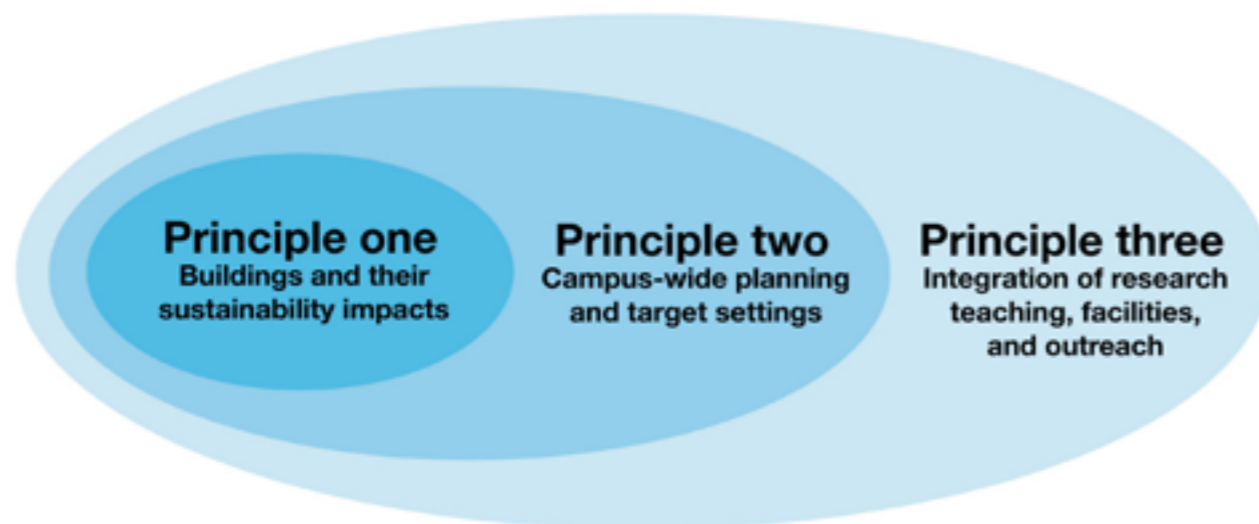 Principle one
Buildings and their
sustainability impacts
Principle two
Campus-wide planning
and target settings
Principle three
Integration of research
teaching, facilities,
and outreach